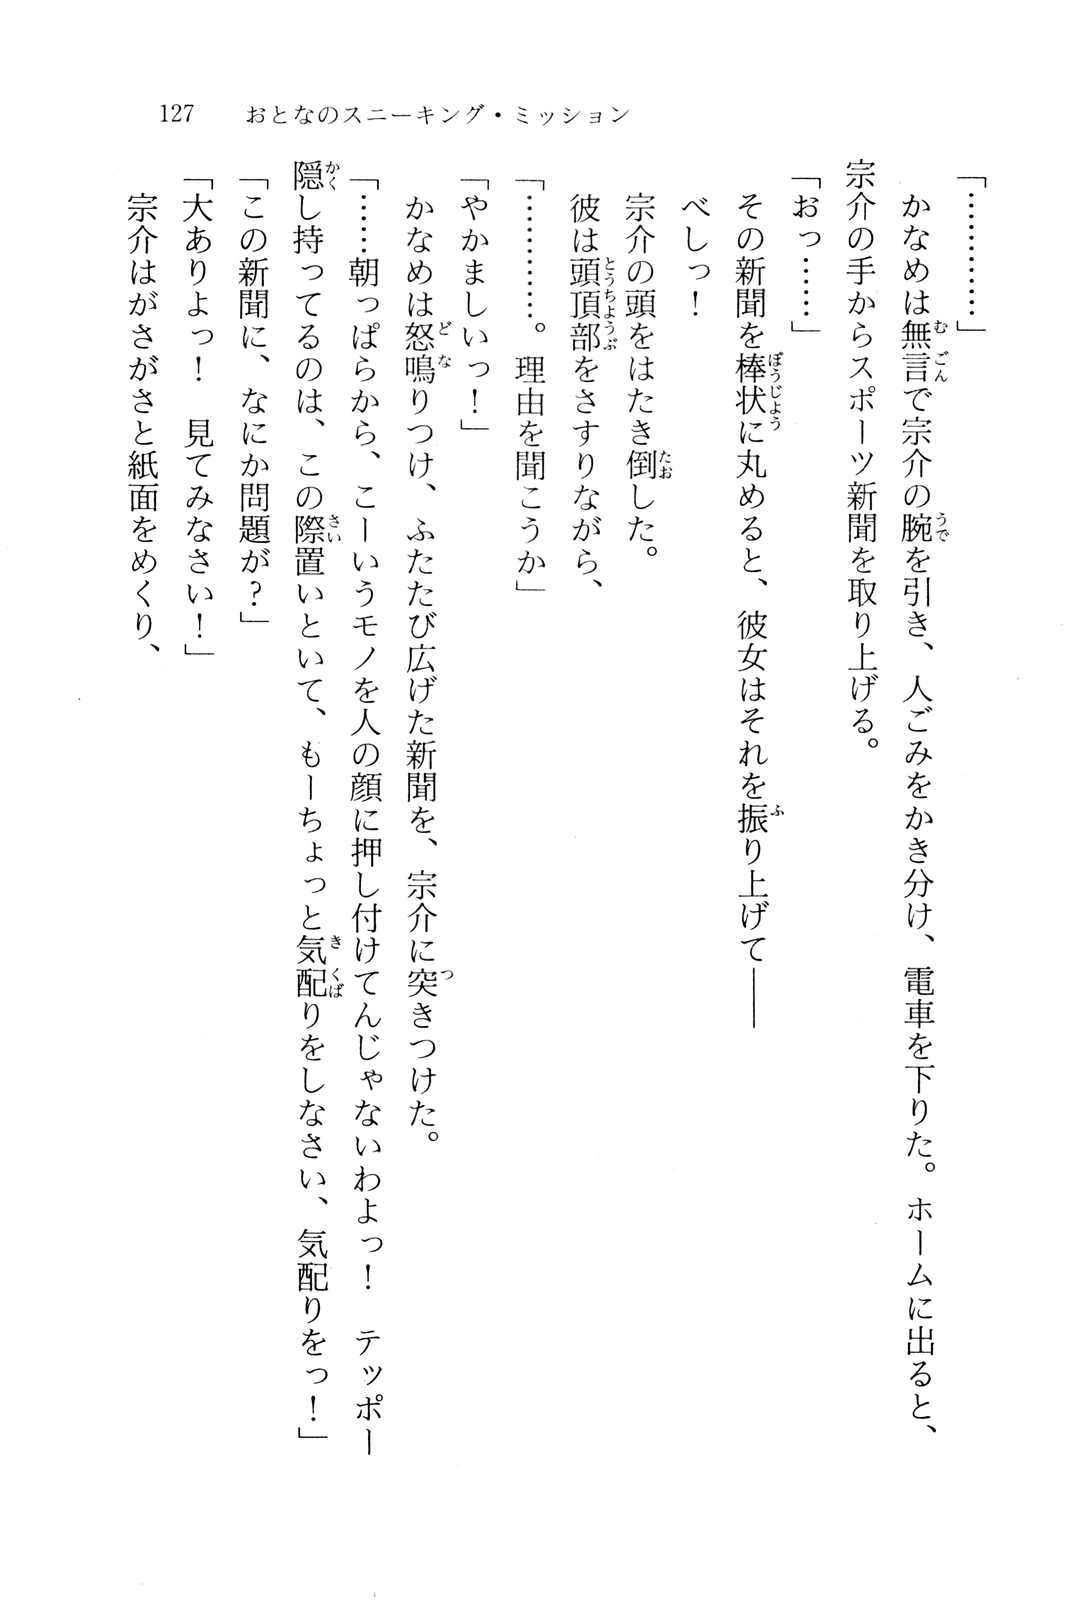 127　おとなのスニーキング・ミッション
「…………」
　かなめは無言で宗介の腕を引き、人ごみをかき分け、電車を下りた。ホームに出ると、
宗介の手からスポーツ新聞を取り上げる。
「おっ……」
　その新聞を棒状に丸めると、彼女はそれを振り上げて――
　べしっ！
　宗介の頭をはたき倒した。
　彼は頭頂部をさすりながら、
「…………。理由を聞こうか」
「やかましいっ！」
　かなめは怒鳴りつけ、ふたたび広げた新聞を、宗介に突きつけた。
「……朝っぱらから、こーいうモノを人の顔に押し付けてんじゃないわよっ！　テッポー
隠し持ってるのは、この際置いといて、もーちょっと気配りをしなさい、気配りをっ！」
「この新聞に、なにか問題が？」
「大ありよっ！　見てみなさい！」
　宗介はがさがさと紙面をめくり、